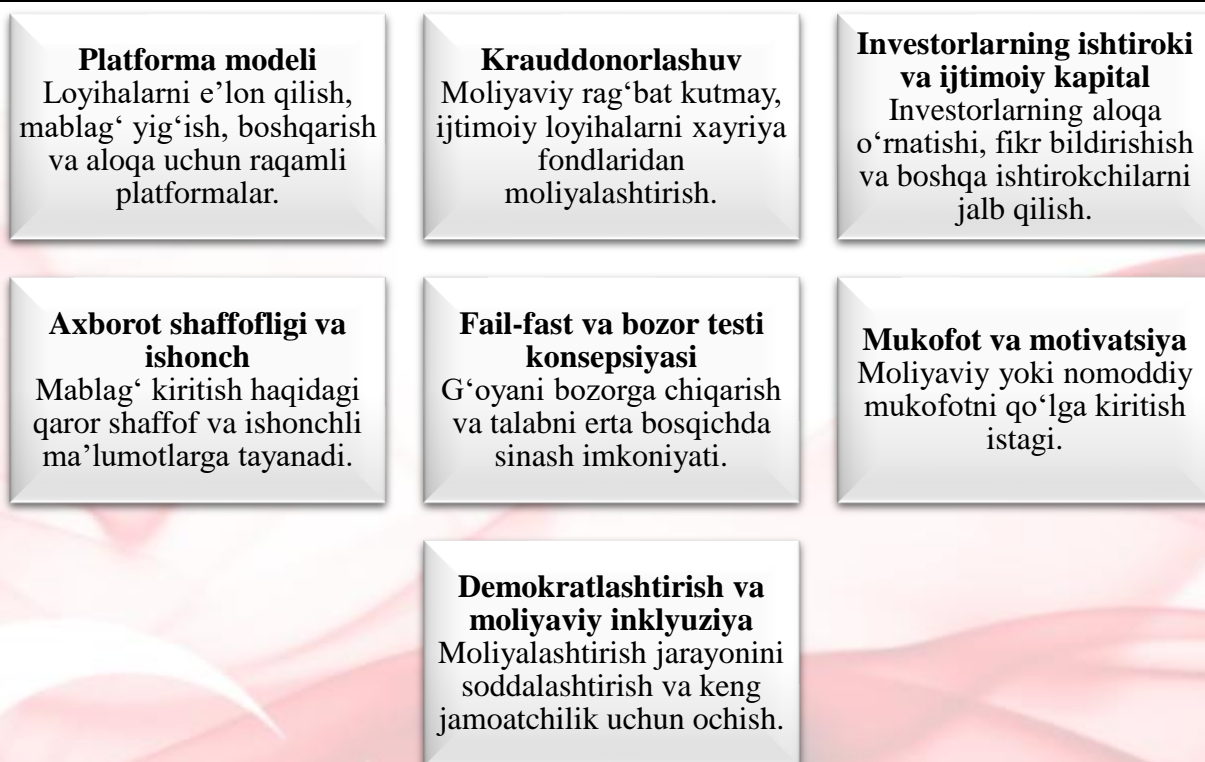 Platforma modeli
Loyihalarni e’lon qilish,
mablag‘ yig‘ish, boshqarish
va aloqa uchun raqamli
platformalar.
Krauddonorlashuv
Moliyaviy rag‘bat kutmay,
ijtimoiy loyihalarni xayriya
fondlaridan
moliyalashtirish.
Investorlarning ishtiroki
va ijtimoiy kapital
Investorlarning aloqa
o‘rnatishi, fikr bildirishish
va boshqa ishtirokchilarni
jalb qilish.
Axborot shaffofligi va
ishonch
Mablag‘ kiritish haqidagi
qaror shaffof va ishonchli
ma’lumotlarga tayanadi.
Fail-fast va bozor testi
konsepsiyasi
G‘oyani bozorga chiqarish
va talabni erta bosqichda
sinash imkoniyati.
Mukofot va motivatsiya
Moliyaviy yoki nomoddiy
mukofotni qo‘lga kiritish
istagi.
Demokratlashtirish va
moliyaviy inklyuziya
Moliyalashtirish jarayonini
soddalashtirish va keng
jamoatchilik uchun ochish.